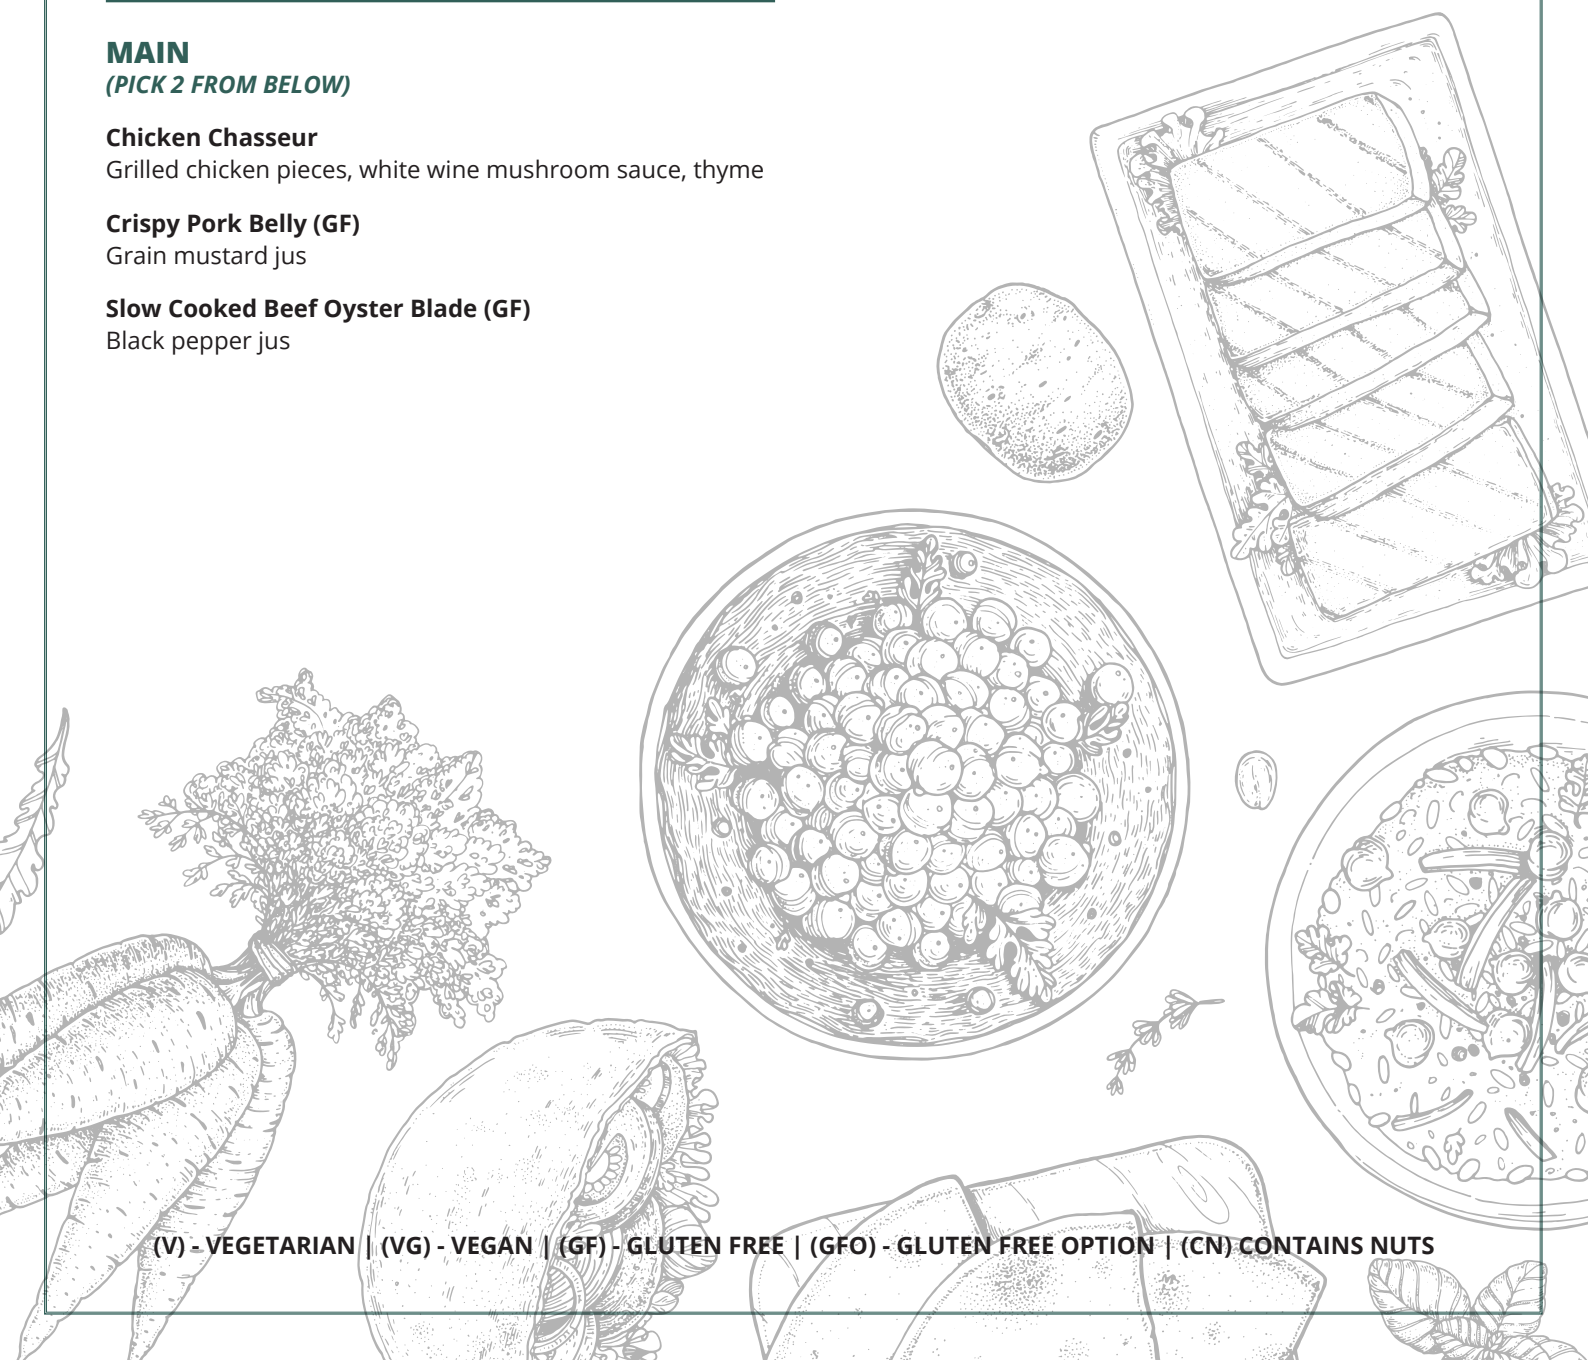 MAIN
(PICK 2 FROM BELOW)
Chicken Chasseur
Grilled chicken pieces, white wine mushroom sauce, thyme
Crispy Pork Belly (GF)
Grain mustard jus
Slow Cooked Beef Oyster Blade (GF)
Black pepper jus
(V) - VEGETARIAN | (VG) - VEGAN | (GF) - GLUTEN FREE | (GFO) - GLUTEN FREE OPTION | (CN) CONTAINS NUTS